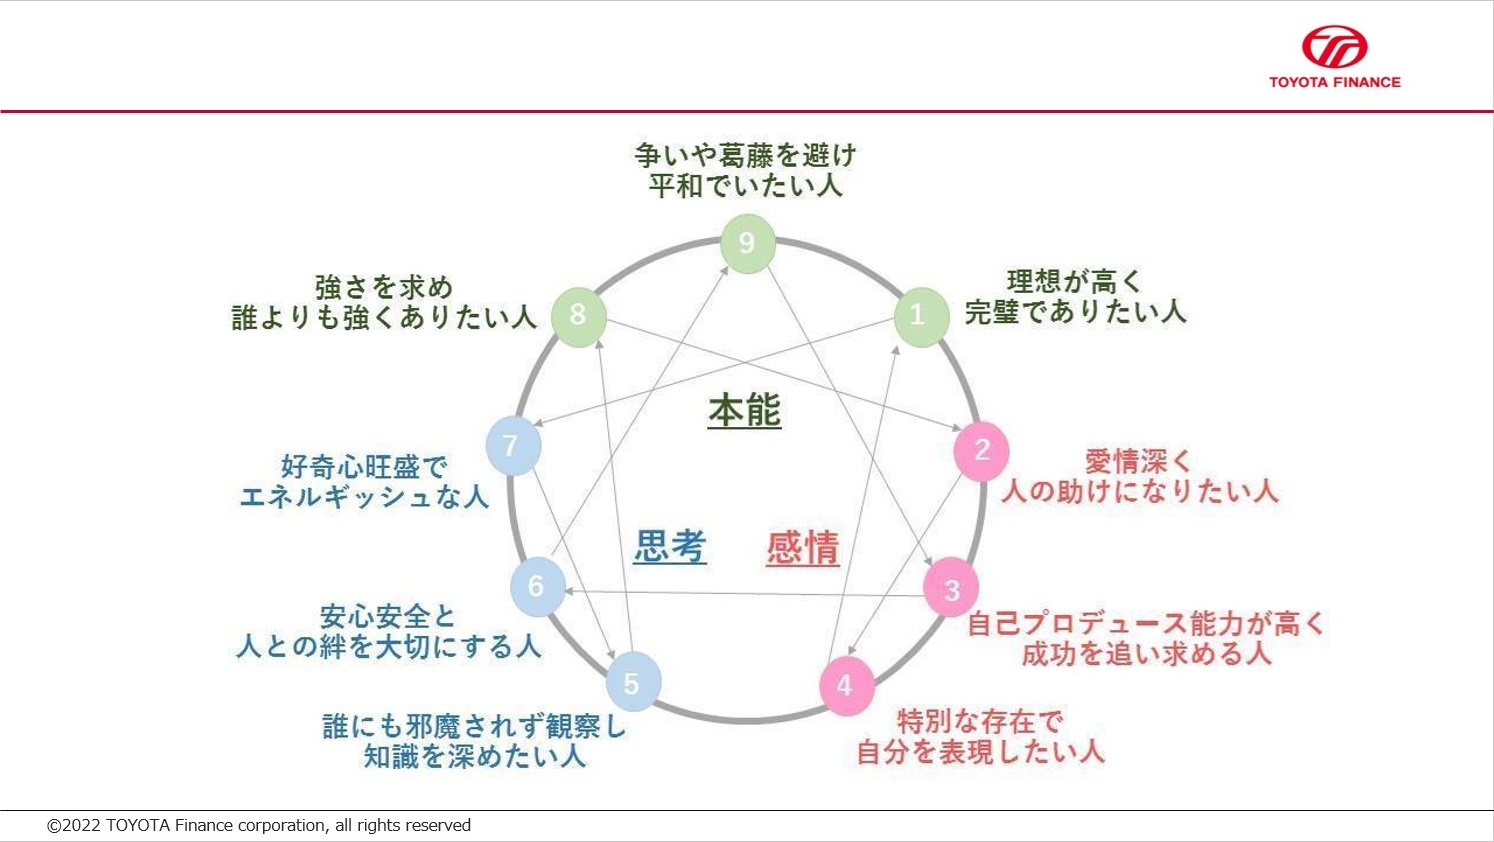 TOYOTA FINANCE
争いや葛藤を避け
平和でいたい人
9
強さを求め
誰よりも強くありたい人
8
1
理想が高く
完璧でありたい人
本能
7
好奇心旺盛で
エネルギッシュな人
2
愛情深く
人の助けになりたい人
思考
感情
6
安心安全と
人との絆を大切にする人
3
自己プロデュース能力が高く
成功を追い求める人
5
誰にも邪魔されず観察し
知識を深めたい人
4
特別な存在で
自分を表現したい人
©2022 TOYOTA Finance corporation, all rights reserved